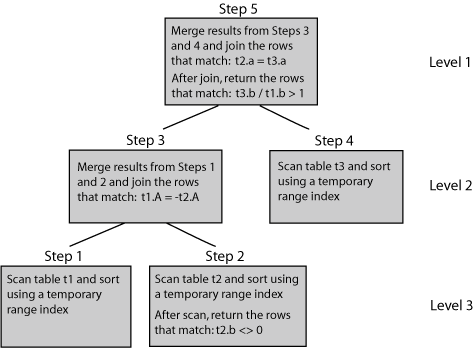 Step 5
Merge results from Steps 3
and 4 and join the rows
that match: t2.a = t3.a
After join, return the rows
that match: t3.b / t1.b > 1
Level 1
Step 3
Merge results from Steps 1
and 2 and join the rows
that match: t1.A = -t2.A
Step 4
Scan table t3 and sort
using a temporary
range index
Level 2
Step 1
Scan table t1 and sort
using a temporary
range index
Step 2
Scan table t2 and sort using
a temporary range index
After scan, return the rows
that match: t2.b <> 0
Level 3